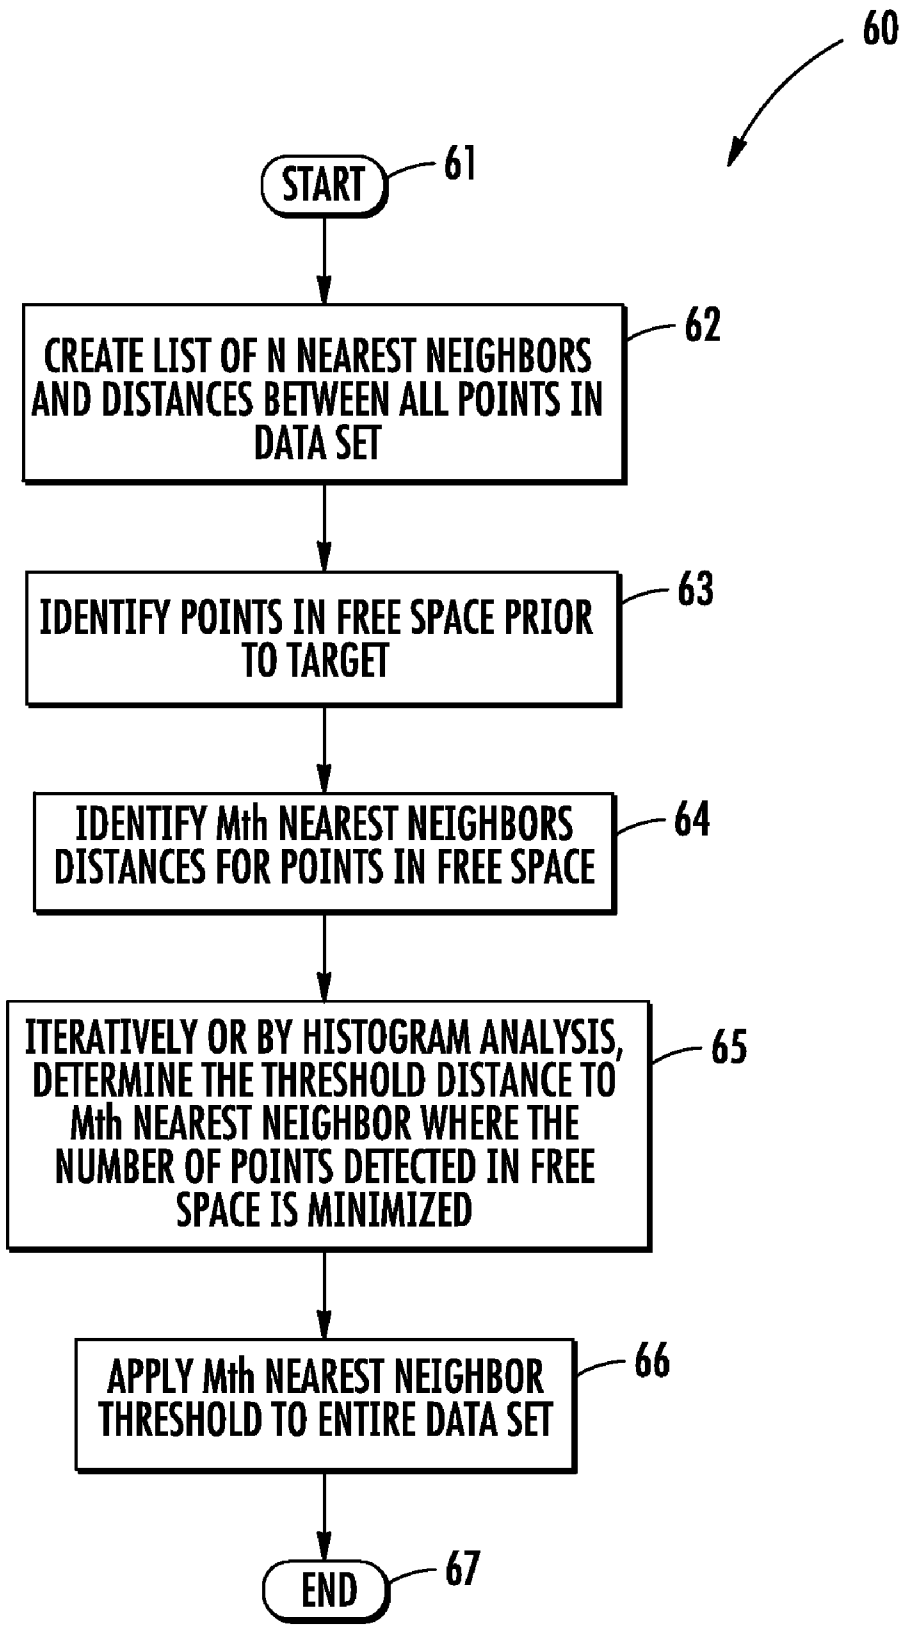 60
START
61
CREATE LIST OF N NEAREST NEIGHBORS
AND DISTANCES BETWEEN ALL POINTS IN
DATA SET
62
IDENTIFY POINTS IN FREE SPACE PRIOR
TO TARGET
63
IDENTIFY Mth NEAREST NEIGHBORS
DISTANCES FOR POINTS IN FREE SPACE
64
ITERATIVELY OR BY HISTOGRAM ANALYSIS,
DETERMINE THE THRESHOLD DISTANCE TO
Mth NEAREST NEIGHBOR WHERE THE
NUMBER OF POINTS DETECTED IN FREE
SPACE IS MINIMIZED
65
APPLY Mth NEAREST NEIGHBOR
THRESHOLD TO ENTIRE DATA SET
66
END
67